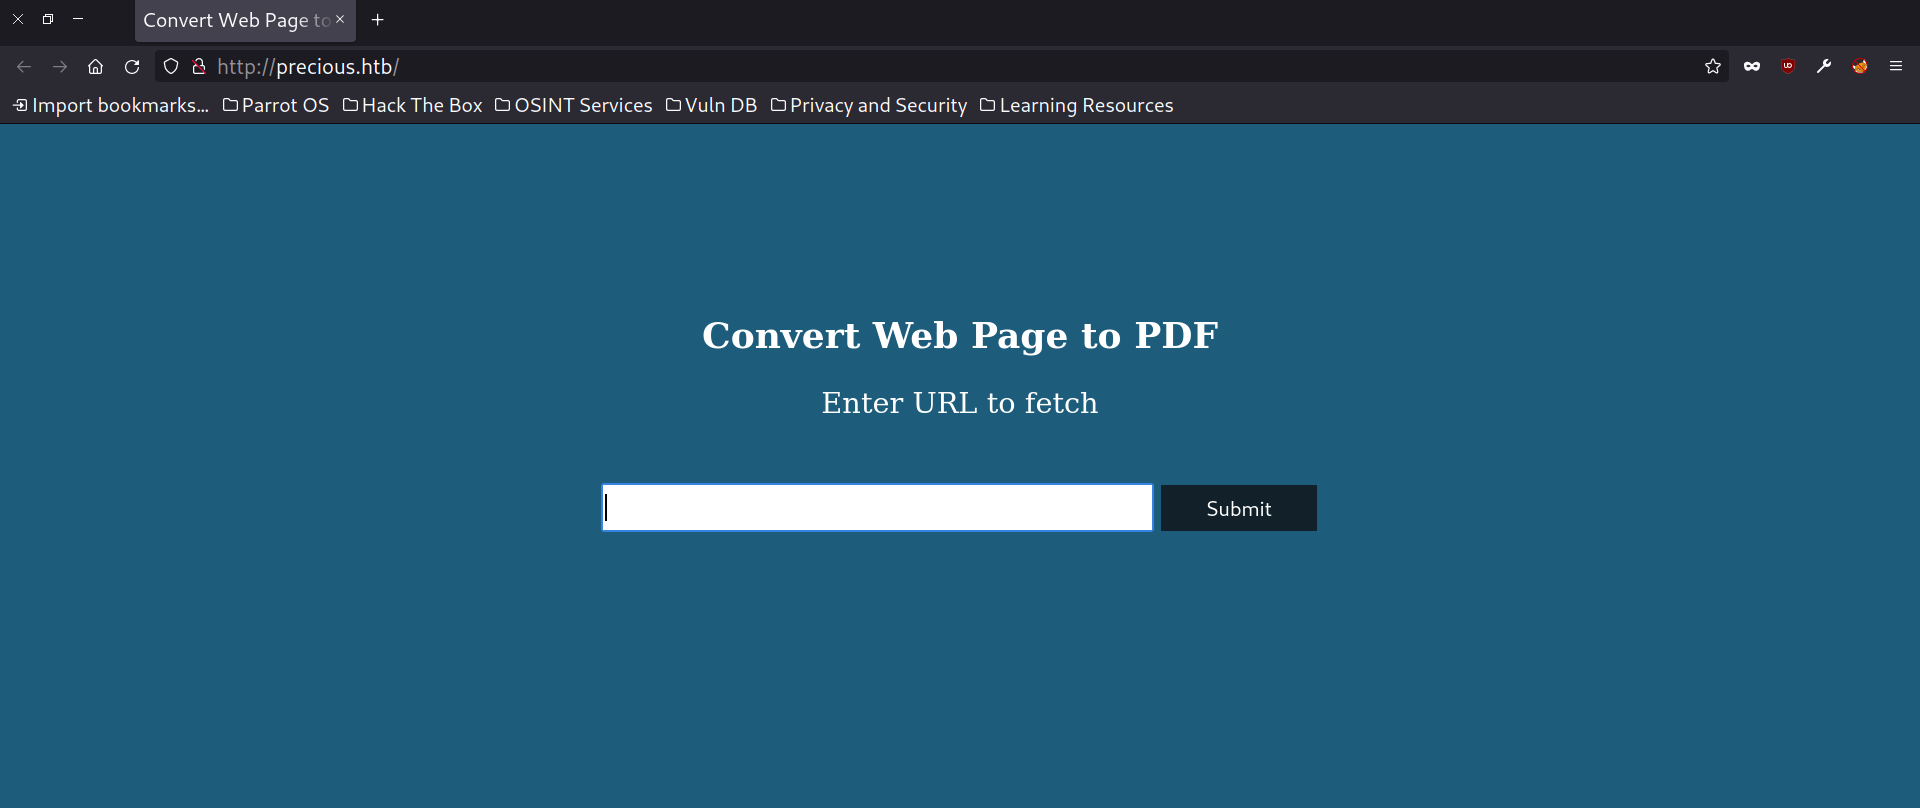 Convert Web Page to
http://precious.htb/
Import bookmarks... Parrot OS Hack The Box OSINT Services Vuln DB Privacy and Security Learning Resources
Convert Web Page to PDF
Enter URL to fetch
Submit